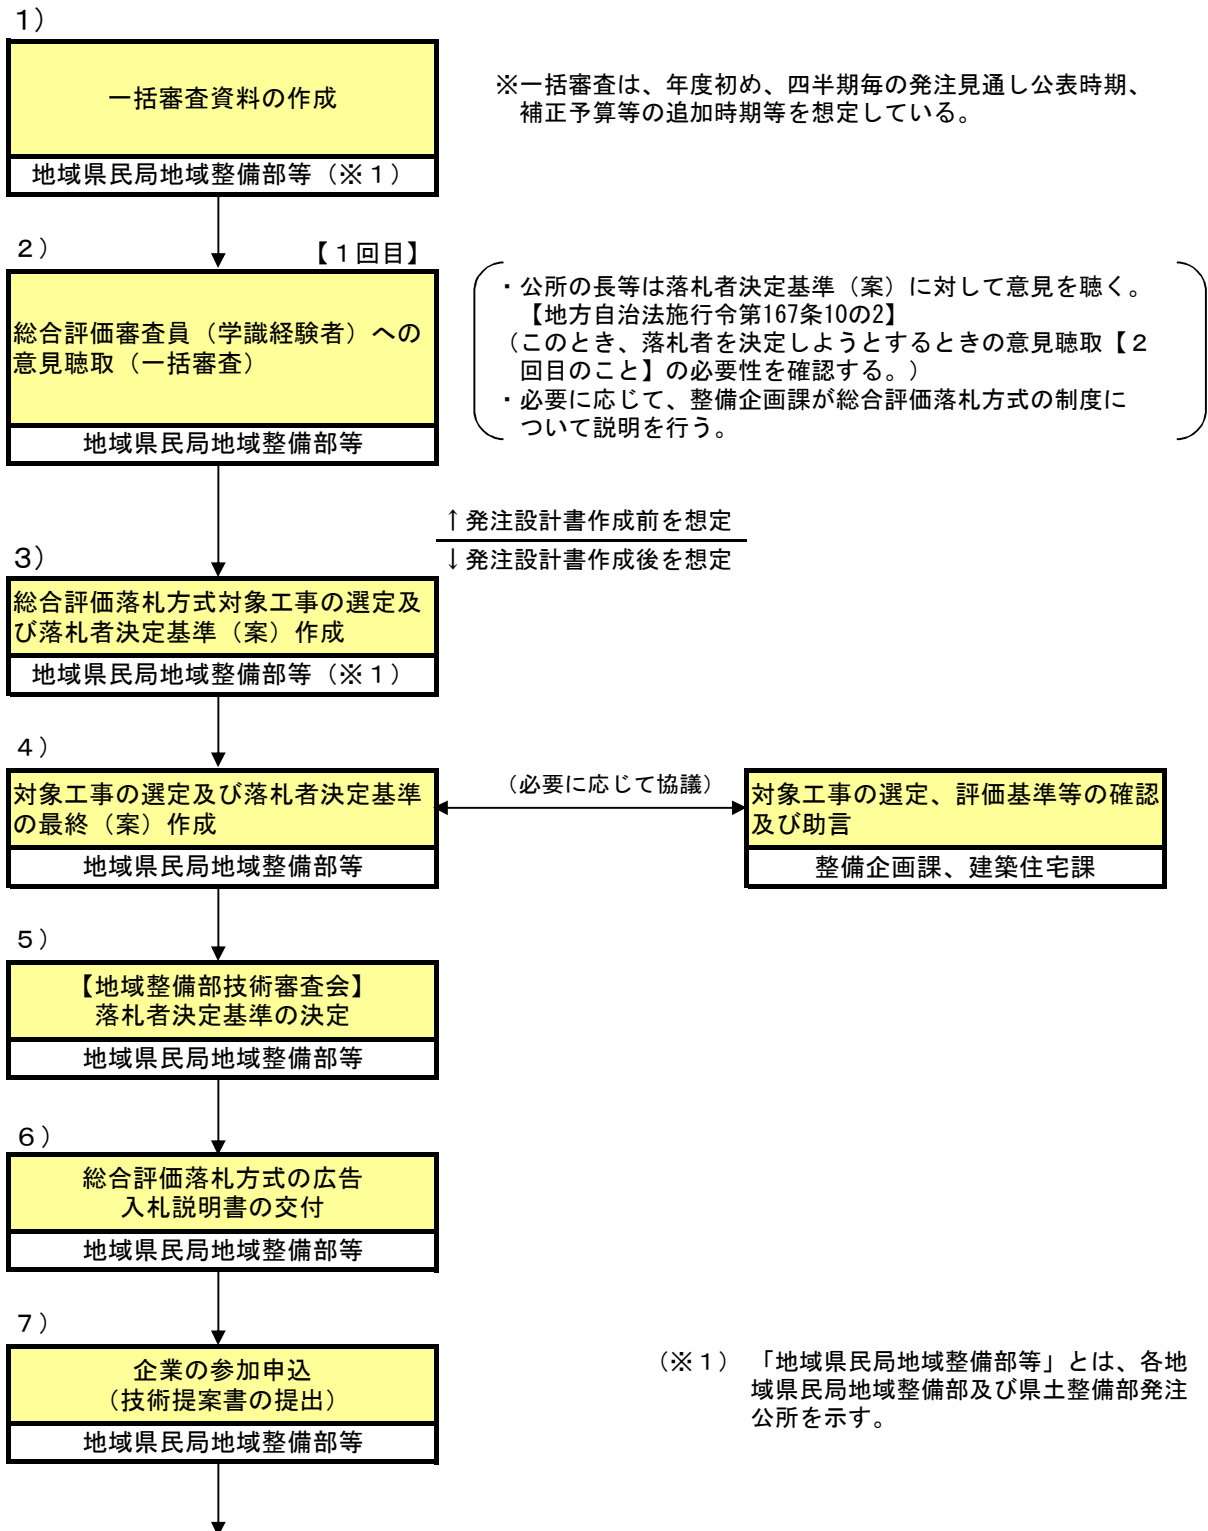 １）
一括審査資料の作成
地域県民局地域整備部等（※１）
※一括審査は、年度初め、四半期毎の発注見通し公表時期、
補正予算等の追加時期等を想定している。
２）
【１回目】
総合評価審査員（学識経験者）への
意見聴取（一括審査）
地域県民局地域整備部等
・公所の長等は落札者決定基準（案）に対して意見を聴く。
【地方自治法施行令第167条10の2】
（このとき、落札者を決定しようとするときの意見聴取【２
回目のこと】の必要性を確認する。）
・必要に応じて、整備企画課が総合評価落札方式の制度に
ついて説明を行う。
↑発注設計書作成前を想定
↓発注設計書作成後を想定
３）
総合評価落札方式対象工事の選定及
び落札者決定基準（案）作成
地域県民局地域整備部等（※１）
４）
対象工事の選定及び落札者決定基準
の最終（案）作成
地域県民局地域整備部等
（必要に応じて協議）
対象工事の選定、評価基準等の確認
及び助言
整備企画課、建築住宅課
５）
【地域整備部技術審査会】
落札者決定基準の決定
地域県民局地域整備部等
６）
総合評価落札方式の広告
入札説明書の交付
地域県民局地域整備部等
７）
企業の参加申込
（技術提案書の提出）
地域県民局地域整備部等
（※１）　「地域県民局地域整備部等」とは、各地
域県民局地域整備部及び県土整備部発注
公所を示す。